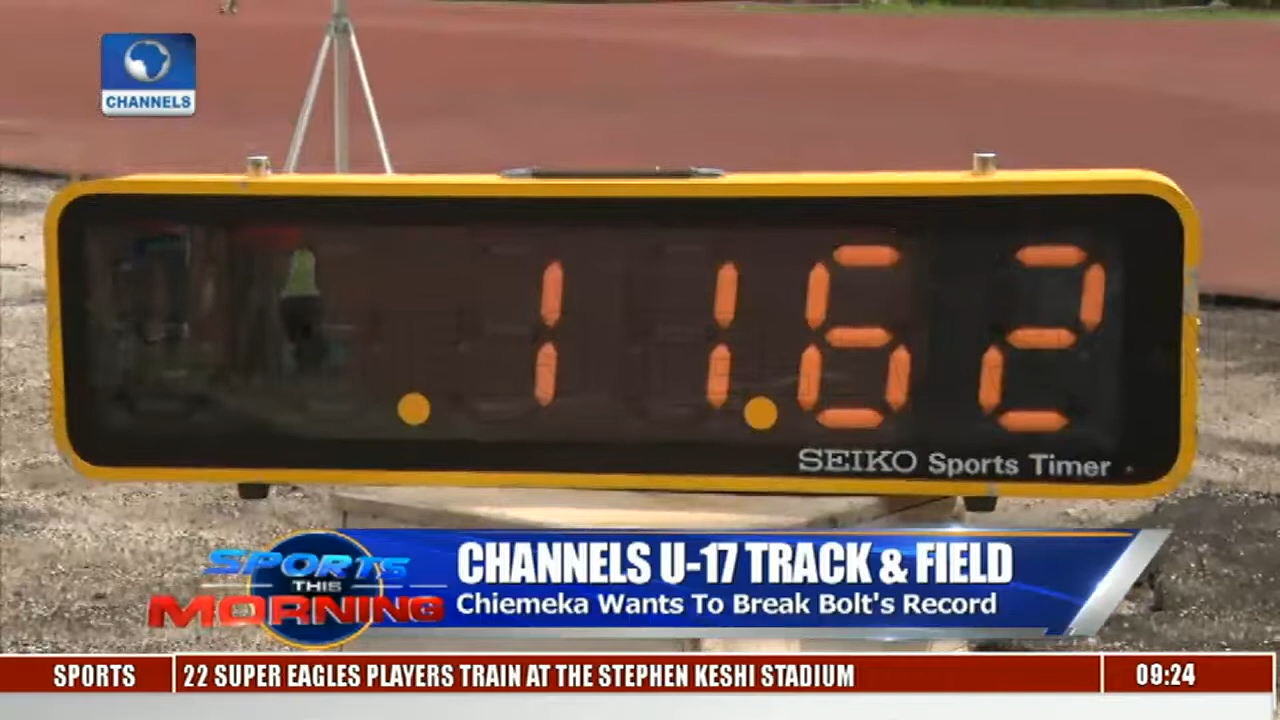 CHANNELS
11.62
SEIKO Sports Timer
SPORTS
THIS
MORNING
CHANNELS U-17 TRACK & FIELD
Chiemeka Wants To Break Bolt's Record
SPORTS
22 SUPER EAGLES PLAYERS TRAIN AT THE STEPHEN KESHI STADIUM
09:24